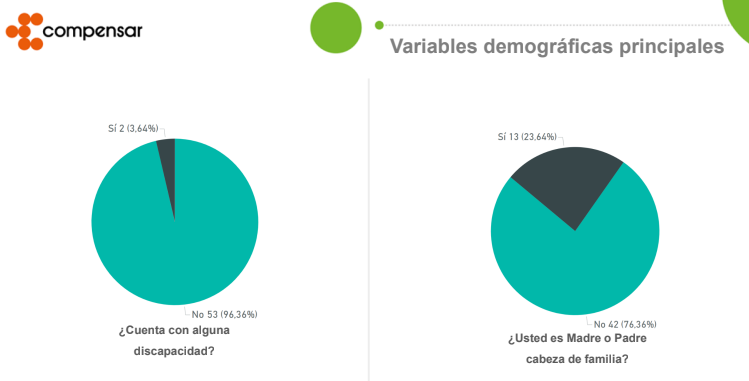 compensar
Variables demográficas principales
Sí 2 (3,64%)
No 53 (96,36%)
¿Cuenta con alguna
discapacidad?
Sí 13 (23,64%)
No 42 (76,36%)
¿Usted es Madre o Padre
cabeza de familia?